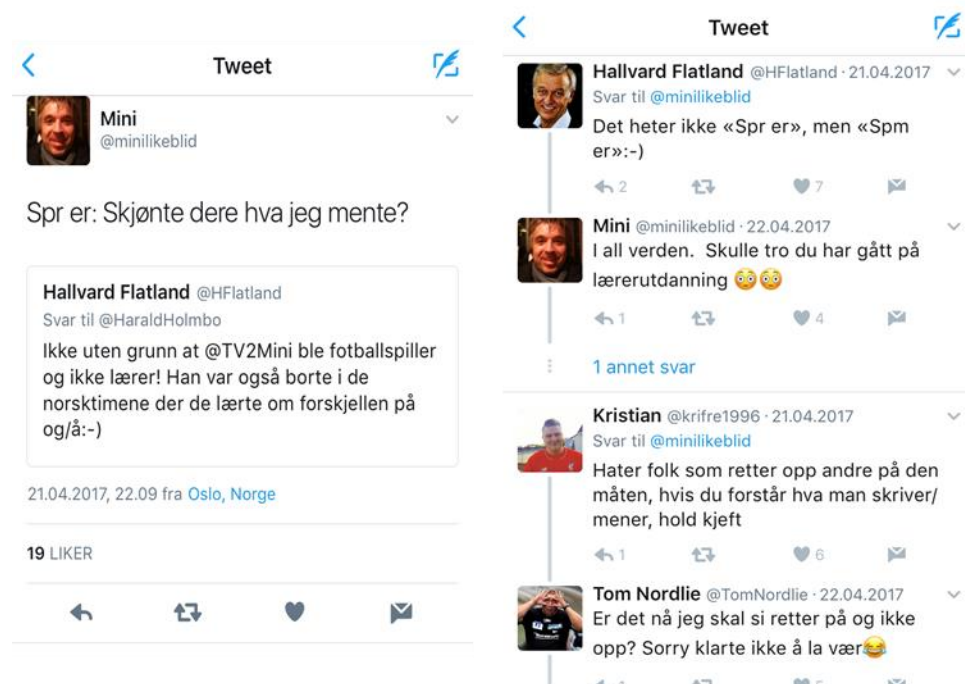 Tweet
Mini
@minilikeblid
Spr er: Skjønte dere hva jeg mente?
Hallvard Flatland @HFlatland
Svar til @HaraldHolmbo
Ikke uten grunn at @TV2Mini ble fotballspiller
og ikke lærer! Han var også borte i de
norsktimene der de lærte om forskjellen på
og/å:-)
21.04.2017, 22.09 fra Oslo, Norge
19 LIKER
Tweet
Hallvard Flatland @HFlatland · 21.04.2017
Svar til @minilikeblid
Det heter ikke «Spr er», men «Spm
er»:-)
2 7
Mini @minilikeblid · 22.04.2017
I all verden. Skulle tro du har gått på
lærerutdanning 😳😳
1 4
1 annet svar
Kristian @krifre1996 · 21.04.2017
Svar til @minilikeblid
Hater folk som retter opp andre på den
måten, hvis du forstår hva man skriver/
mener, hold kjeft
1 6
Tom Nordlie @TomNordlie · 22.04.2017
Er det nå jeg skal si retter på og ikke
opp? Sorry klarte ikke å la vær😂